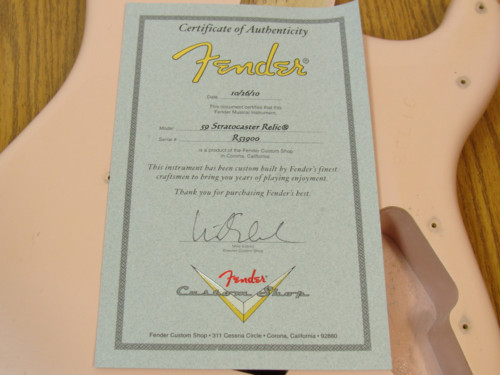 Certificate of Authenticity
Fender®
Date 10/26/10
This document certifies that this
Fender Musical Instrument,
Model 59 Stratocaster Relic®
Serial # R53900
is a product of the Fender Custom Shop
in Corona, California.
This instrument has been custom built by Fender's finest
craftsmen to bring you years of playing enjoyment.
Thank you for purchasing Fender's best.
Fender
Custom Shop
Fender Custom Shop • 311 Cessna Circle • Corona, California • 92880